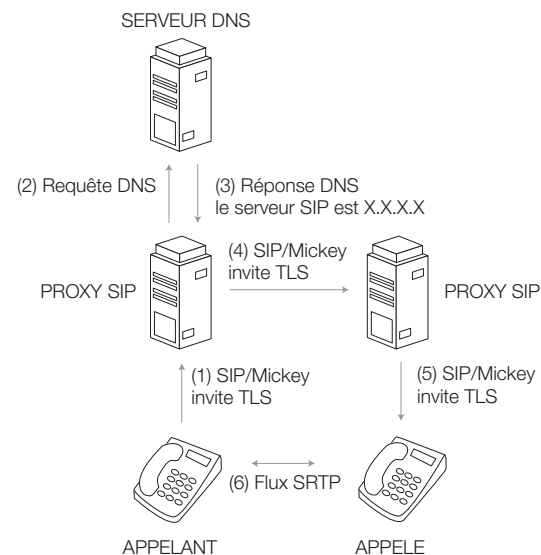 SERVEUR DNS
(2) Requête DNS
(3) Réponse DNS
le serveur SIP est X.X.X.X
(4) SIP/Mickey
invite TLS
PROXY SIP
PROXY SIP
(1) SIP/Mickey
invite TLS
(5) SIP/Mickey
invite TLS
(6) Flux SRTP
APPELANT
APPELE